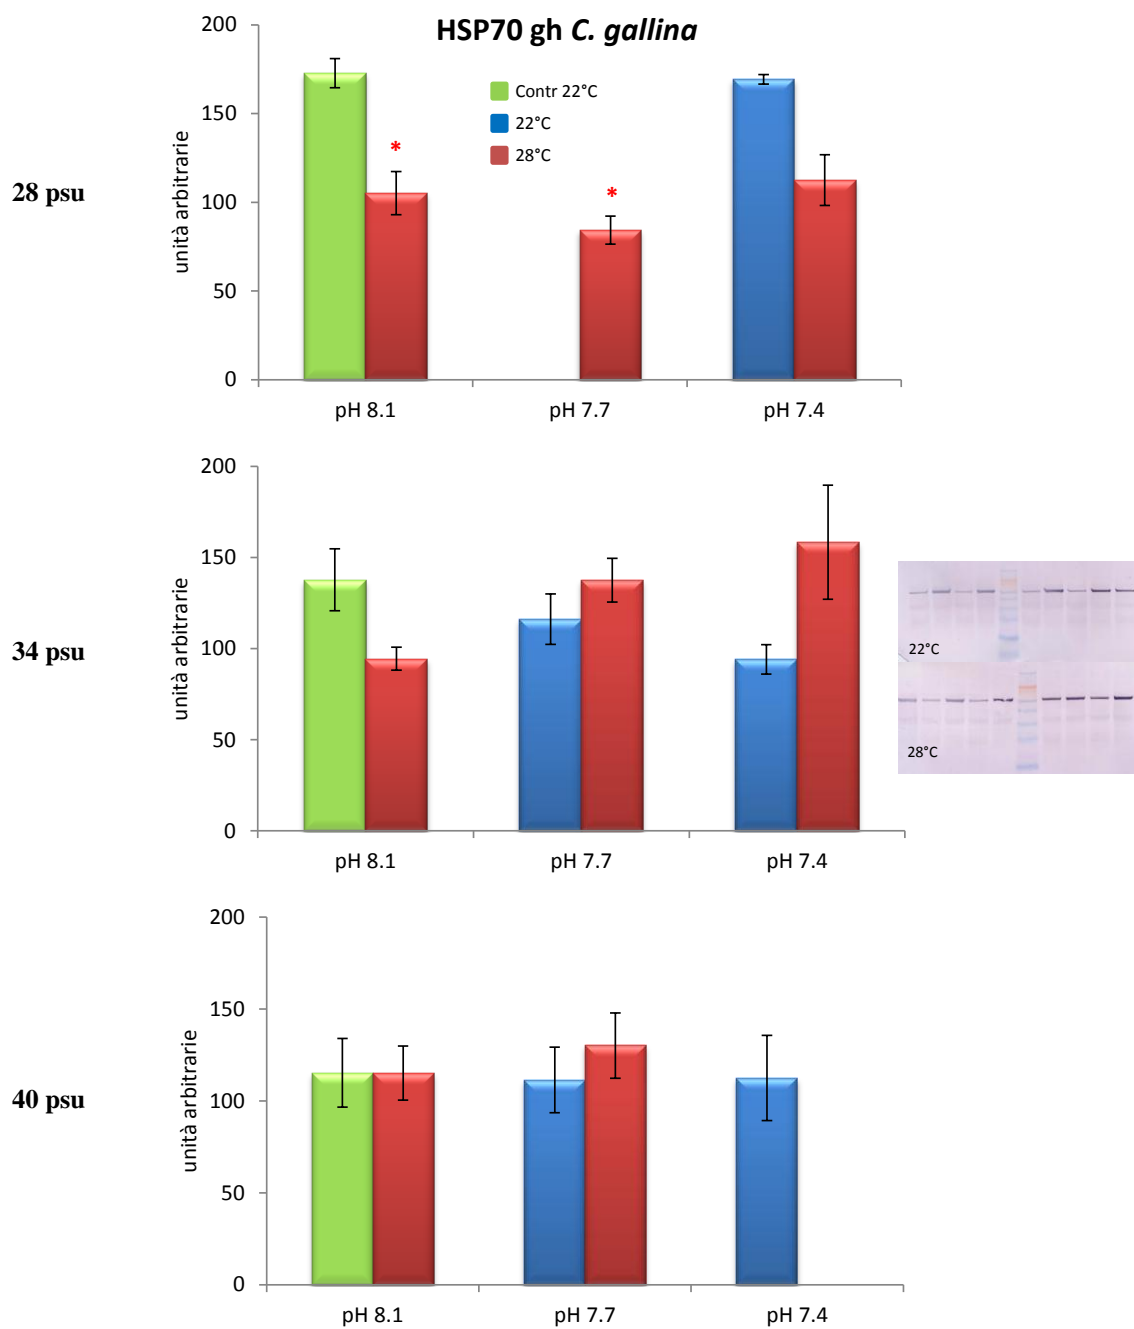 HSP70 gh C. gallina
Contr 22°C
22°C
28°C
28 psu
unità arbitrarie
200
150
100
50
0
*
*
pH 8.1
pH 7.7
pH 7.4
34 psu
unità arbitrarie
200
150
100
50
0
pH 8.1
pH 7.7
pH 7.4
22°C
28°C
40 psu
unità arbitrarie
200
150
100
50
0
pH 8.1
pH 7.7
pH 7.4